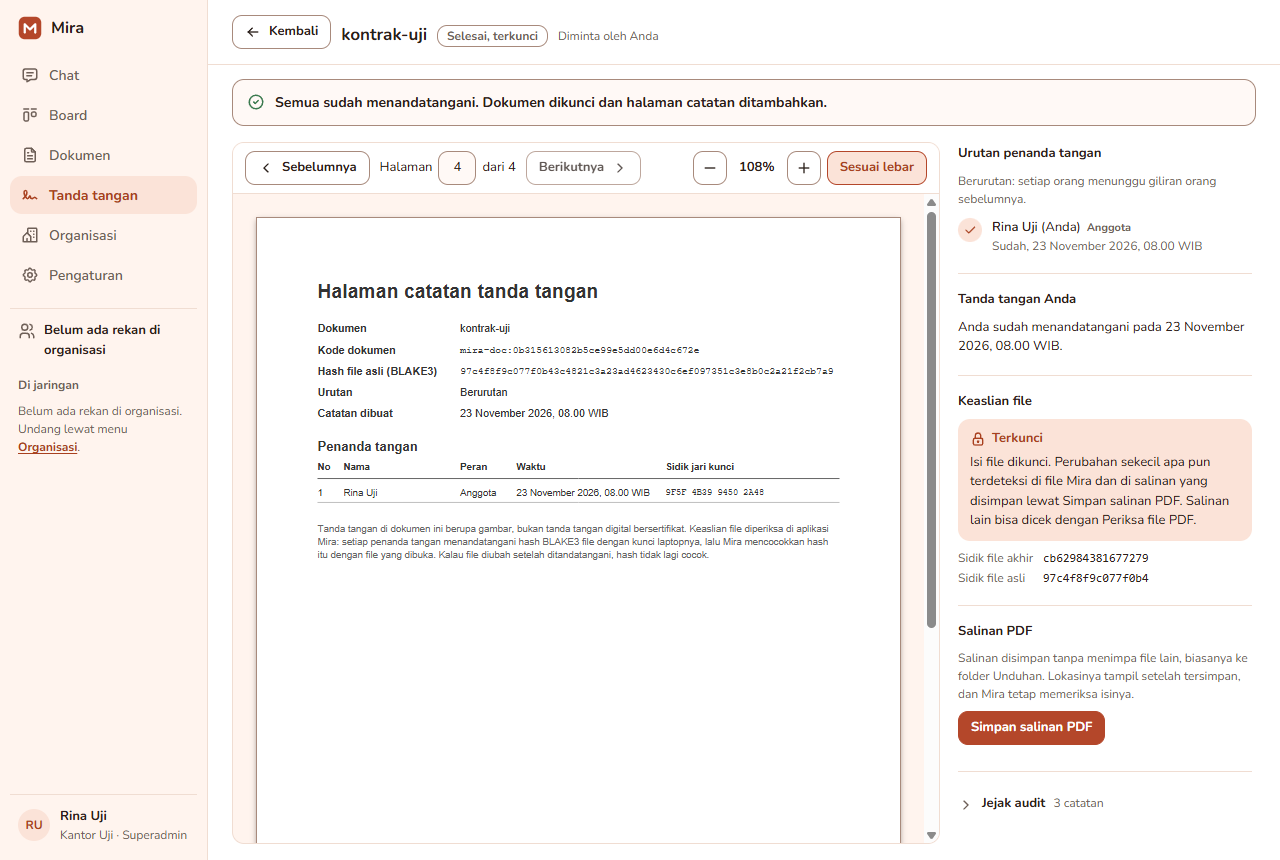 Mira
Chat
Board
Dokumen
Tanda tangan
Organisasi
Pengaturan
Belum ada rekan di
organisasi
Di jaringan
Belum ada rekan di organisasi.
Undang lewat menu
Organisasi.
RU
Rina Uji
Kantor Uji · Superadmin
Kembali
kontrak-uji
Selesai, terkunci
Diminta oleh Anda
Semua sudah menandatangani. Dokumen dikunci dan halaman catatan ditambahkan.
Sebelumnya Halaman 4 dari 4 Berikutnya 108% Sesuai lebar
Halaman catatan tanda tangan
Dokumen kontrak-uji
Kode dokumen
Hash file asli (BLAKE3)
Urutan Berurutan
Catatan dibuat 23 November 2026, 08.00 WIB
Penanda tangan
No Nama Peran Waktu Sidik jari kunci
1 Rina Uji Anggota 23 November 2026, 08.00 WIB 9F5F 4B39 9450 2A48
Tanda tangan di dokumen ini berupa gambar, bukan tanda tangan digital bersertifikat. Keaslian file diperiksa di aplikasi
Mira: setiap penanda tangan menandatangani hash BLAKE3 file dengan kunci laptopnya, lalu Mira mencocokkan hash
itu dengan file yang dibuka. Kalau file diubah setelah ditandatangani, hash tidak lagi cocok.
Urutan penanda tangan
Berurutan: setiap orang menunggu giliran orang
sebelumnya.
Rina Uji (Anda) Anggota
Sudah, 23 November 2026, 08.00 WIB
Tanda tangan Anda
Anda sudah menandatangani pada 23 November
2026, 08.00 WIB.
Keaslian file
Terkunci
Isi file dikunci. Perubahan sekecil apa pun
terdeteksi di file Mira dan di salinan yang
disimpan lewat Simpan salinan PDF. Salinan
lain bisa dicek dengan Periksa file PDF.
Sidik file akhir cb62984381677279
Sidik file asli 97c4f8f9c077f0b4
Salinan PDF
Salinan disimpan tanpa menimpa file lain, biasanya ke
folder Unduhan. Lokasinya tampil setelah tersimpan,
dan Mira tetap memeriksa isinya.
Simpan salinan PDF
Jejak audit 3 catatan